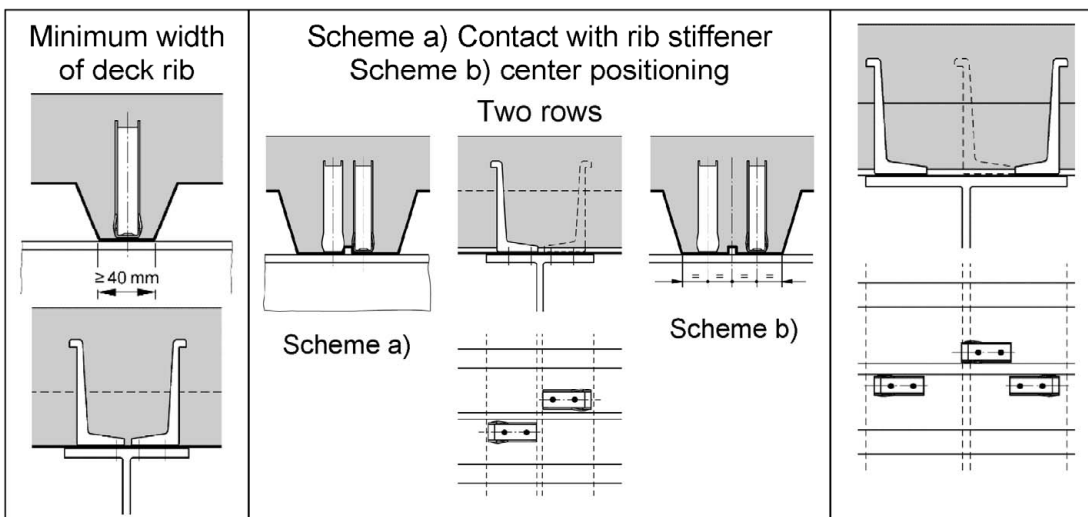 Minimum width
of deck rib
≥ 40 mm
Scheme a) Contact with rib stiffener
Scheme b) center positioning
Two rows
Scheme a)
= = = =
Scheme b)